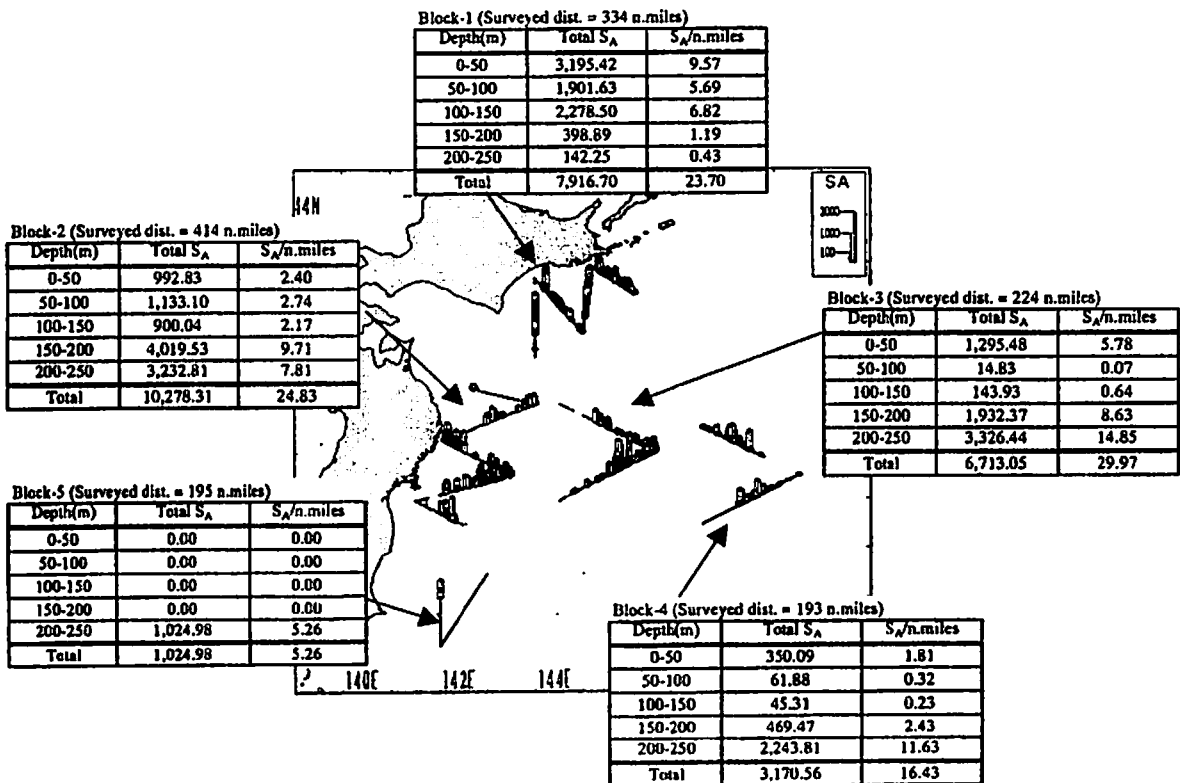 Block-1 (Surveyed dist. = 334 n.miles)
Depth(m) Total SA SA/n.miles
0-50 3,195.42 9.57
50-100 1,901.63 5.69
100-150 2,278.50 6.82
150-200 398.89 1.19
200-250 142.25 0.43
Total 7,916.70 23.70
44N
SA
1000
100
Block-2 (Surveyed dist. = 414 n.miles)
Depth(m) Total SA SA/n.miles
0-50 992.83 2.40
50-100 1,133.10 2.74
100-150 900.04 2.17
150-200 4,019.53 9.71
200-250 3,232.81 7.81
Total 10,278.31 24.83
Block-3 (Surveyed dist. = 224 n.miles)
Depth(m) Total SA SA/n.miles
0-50 1,295.48 5.78
50-100 14.83 0.07
100-150 143.93 0.64
150-200 1,932.37 8.63
200-250 3,326.44 14.85
Total 6,713.05 29.97
Block-5 (Surveyed dist. = 195 n.miles)
Depth(m) Total SA SA/n.miles
0-50 0.00 0.00
50-100 0.00 0.00
100-150 0.00 0.00
150-200 0.00 0.00
200-250 1,024.98 5.26
Total 1,024.98 5.26
140E 142E 144E
Block-4 (Surveyed dist. = 193 n.miles)
Depth(m) Total SA SA/n.miles
0-50 350.09 1.81
50-100 61.88 0.32
100-150 45.31 0.23
150-200 469.47 2.43
200-250 2,243.81 11.63
Total 3,170.56 16.43